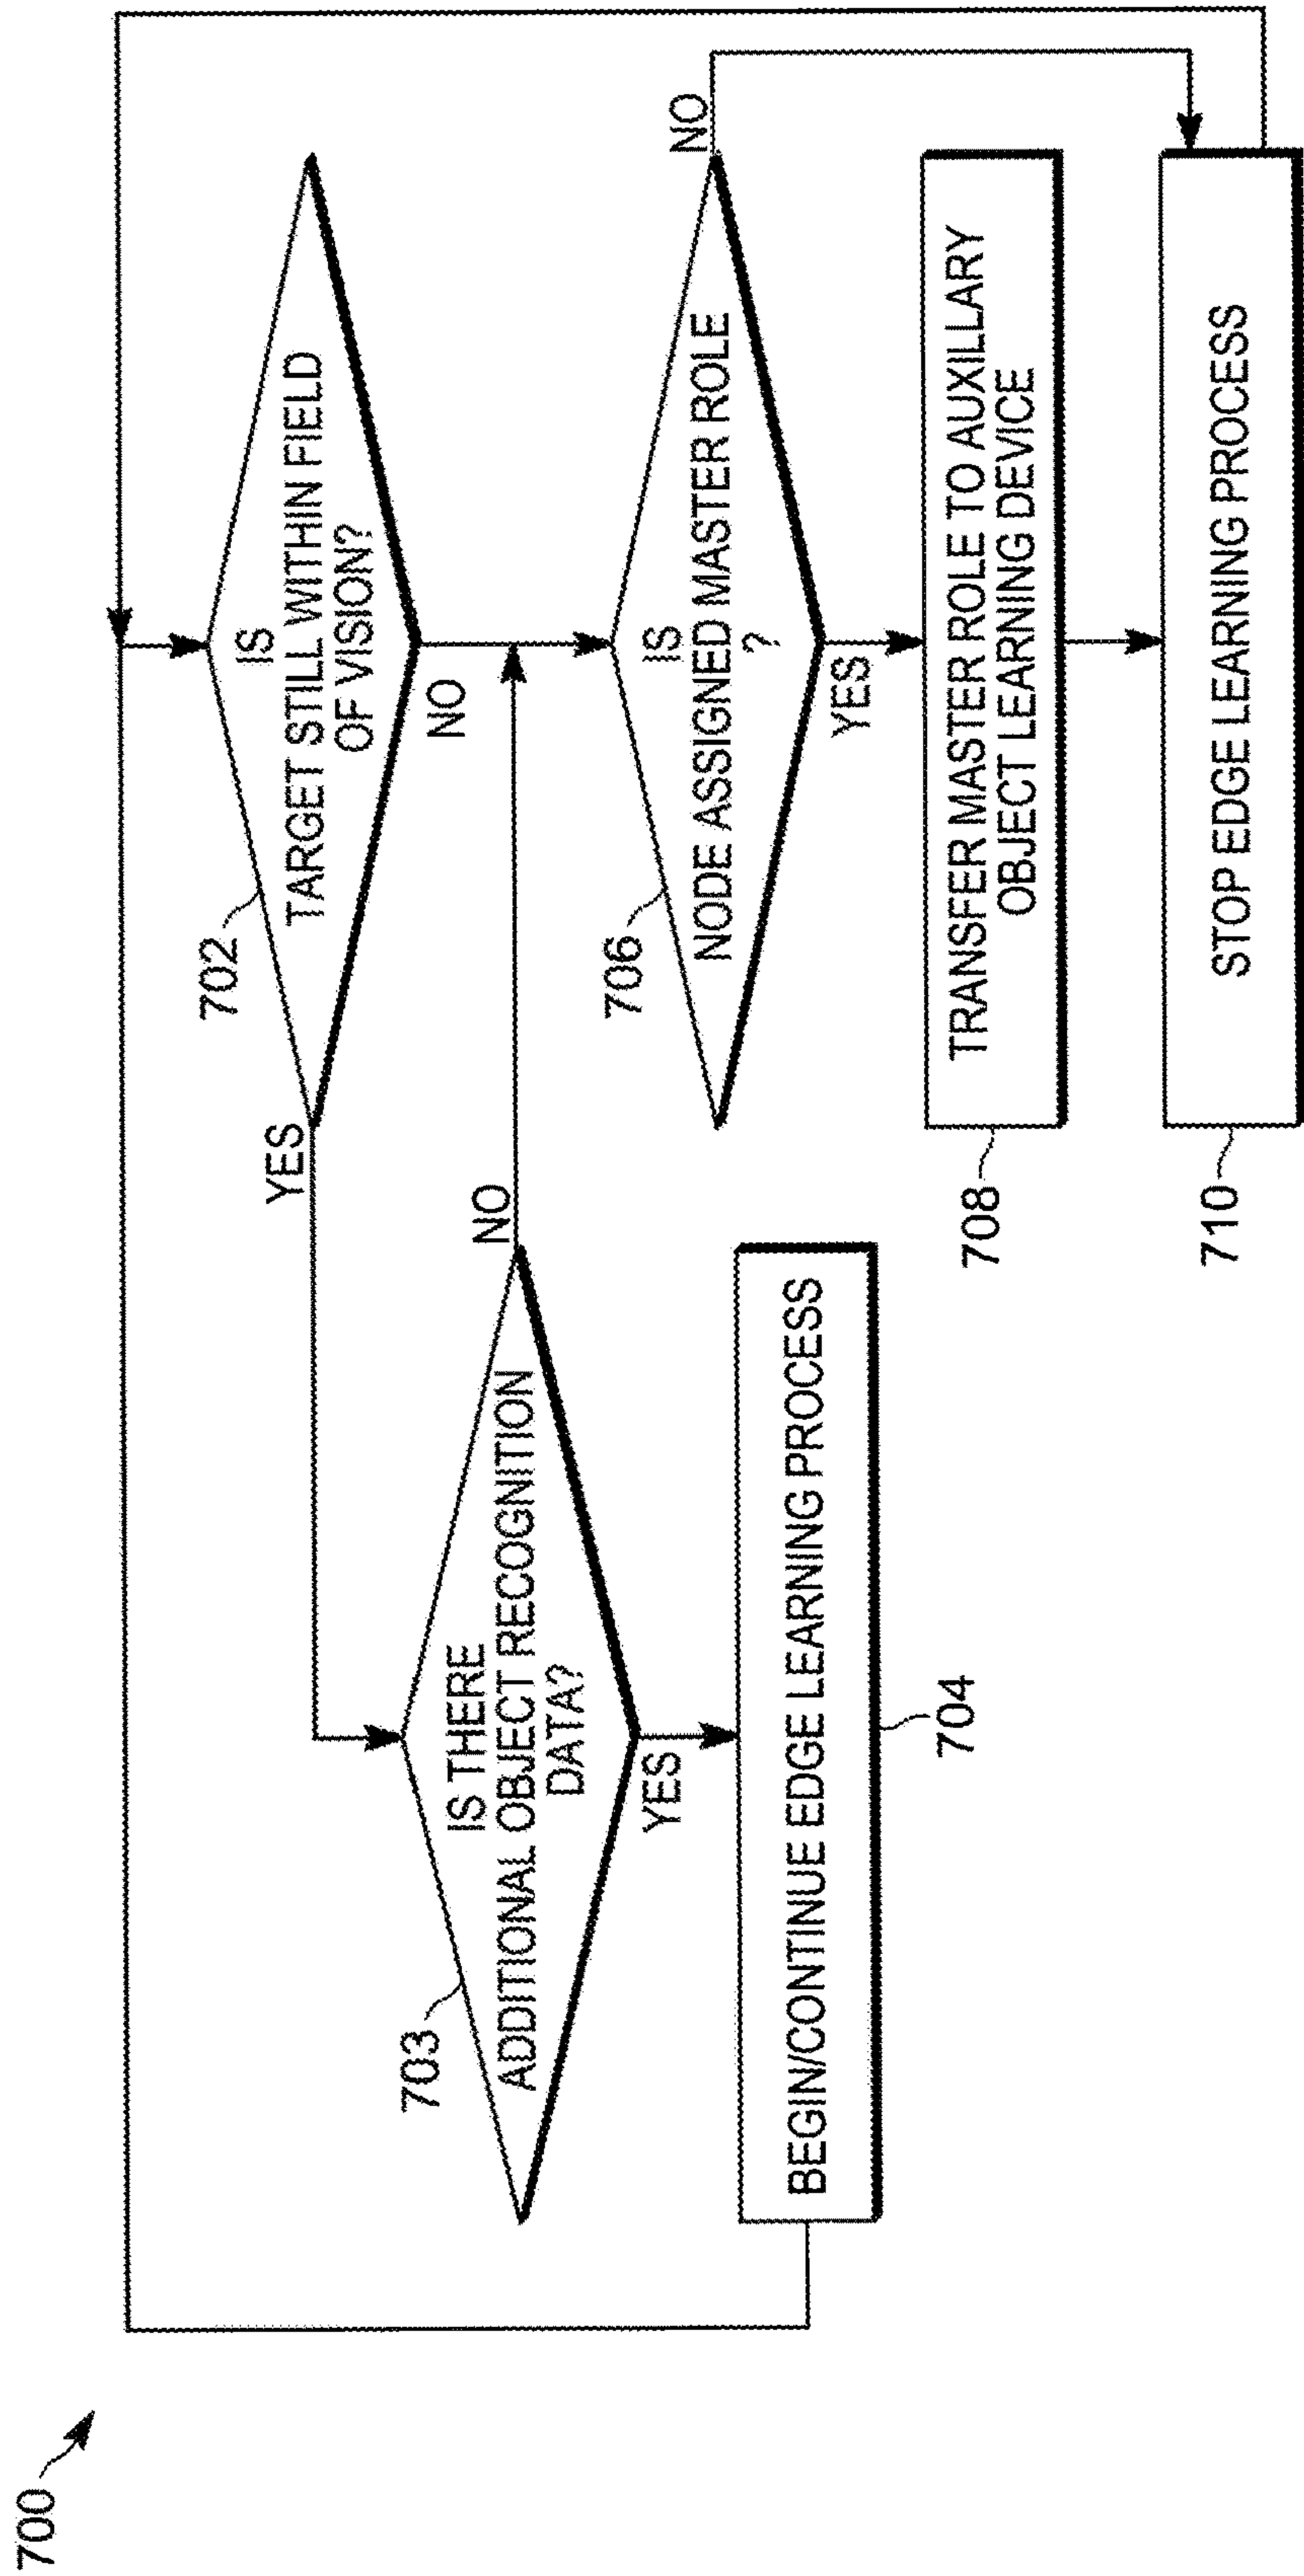 700
702
IS
TARGET STILL WITHIN FIELD
OF VISION?
YES
NO
703
IS THERE
ADDITIONAL OBJECT RECOGNITION
DATA?
NO
YES
BEGIN/CONTINUE EDGE LEARNING PROCESS
704
706
IS
NODE ASSIGNED MASTER ROLE
?
NO
YES
TRANSFER MASTER ROLE TO AUXILLARY
OBJECT LEARNING DEVICE
708
STOP EDGE LEARNING PROCESS
710